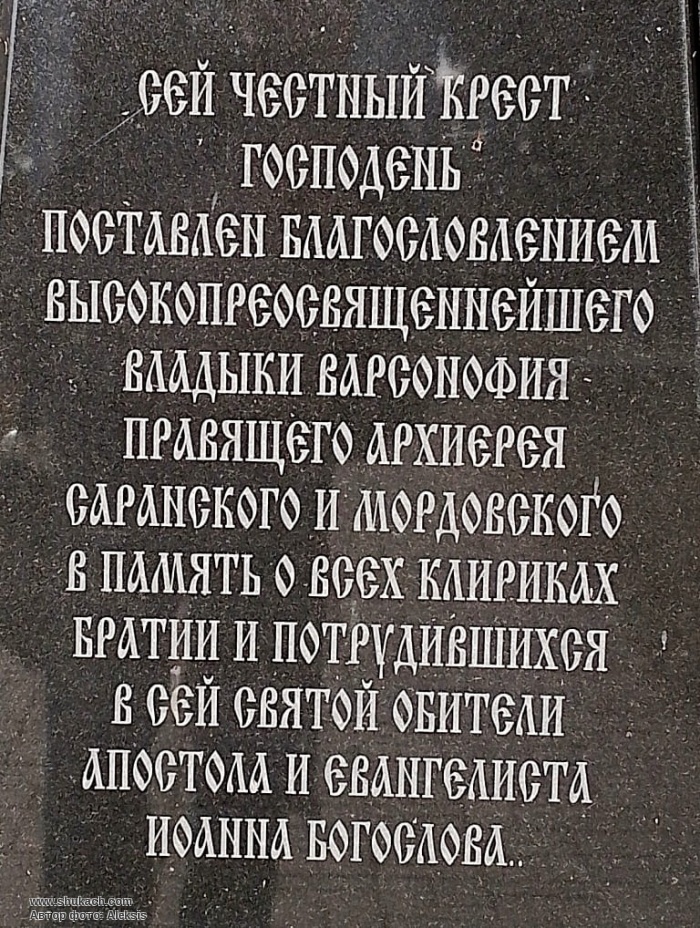 СЕЙ ЧЕСТНЫЙ КРЕСТ
ГОСПОДЕНЬ
ПОСТАВЛЕН БЛАГОСЛОВЛЕНИЕМ
ВЫСОКОПРЕОСВЯЩЕННЕЙШЕГО
ВЛАДЫКИ ВАРСОНОФИЯ
ПРАВЯЩЕГО АРХИЕРЕЯ
САРАНСКОГО И МОРДОВСКОГО
В ПАМЯТЬ О ВСЕХ КЛИРИКАХ
БРАТИИ И ПОТРУДИВШИХСЯ
В СЕЙ СВЯТОЙ ОБИТЕЛИ
АПОСТОЛА И ЕВАНГЕЛИСТА
ИОАННА БОГОСЛОВА..
www.shukach.com
Автор фото: Aleksis